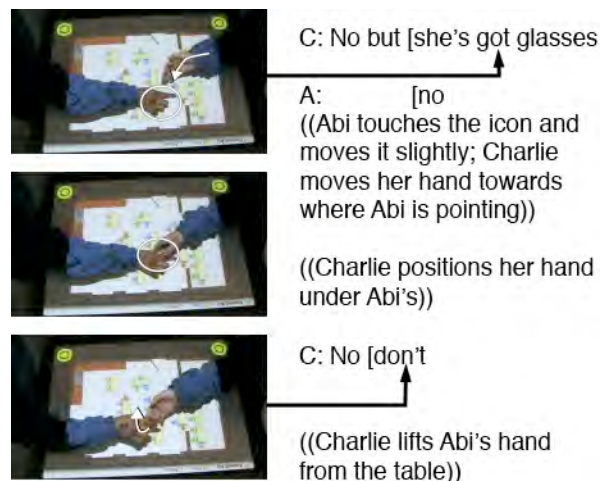 C: No but [she's got glasses
A: [no
((Abi touches the icon and
moves it slightly; Charlie
moves her hand towards
where Abi is pointing))
((Charlie positions her hand
under Abi's))
C: No [don't
((Charlie lifts Abi's hand
from the table))